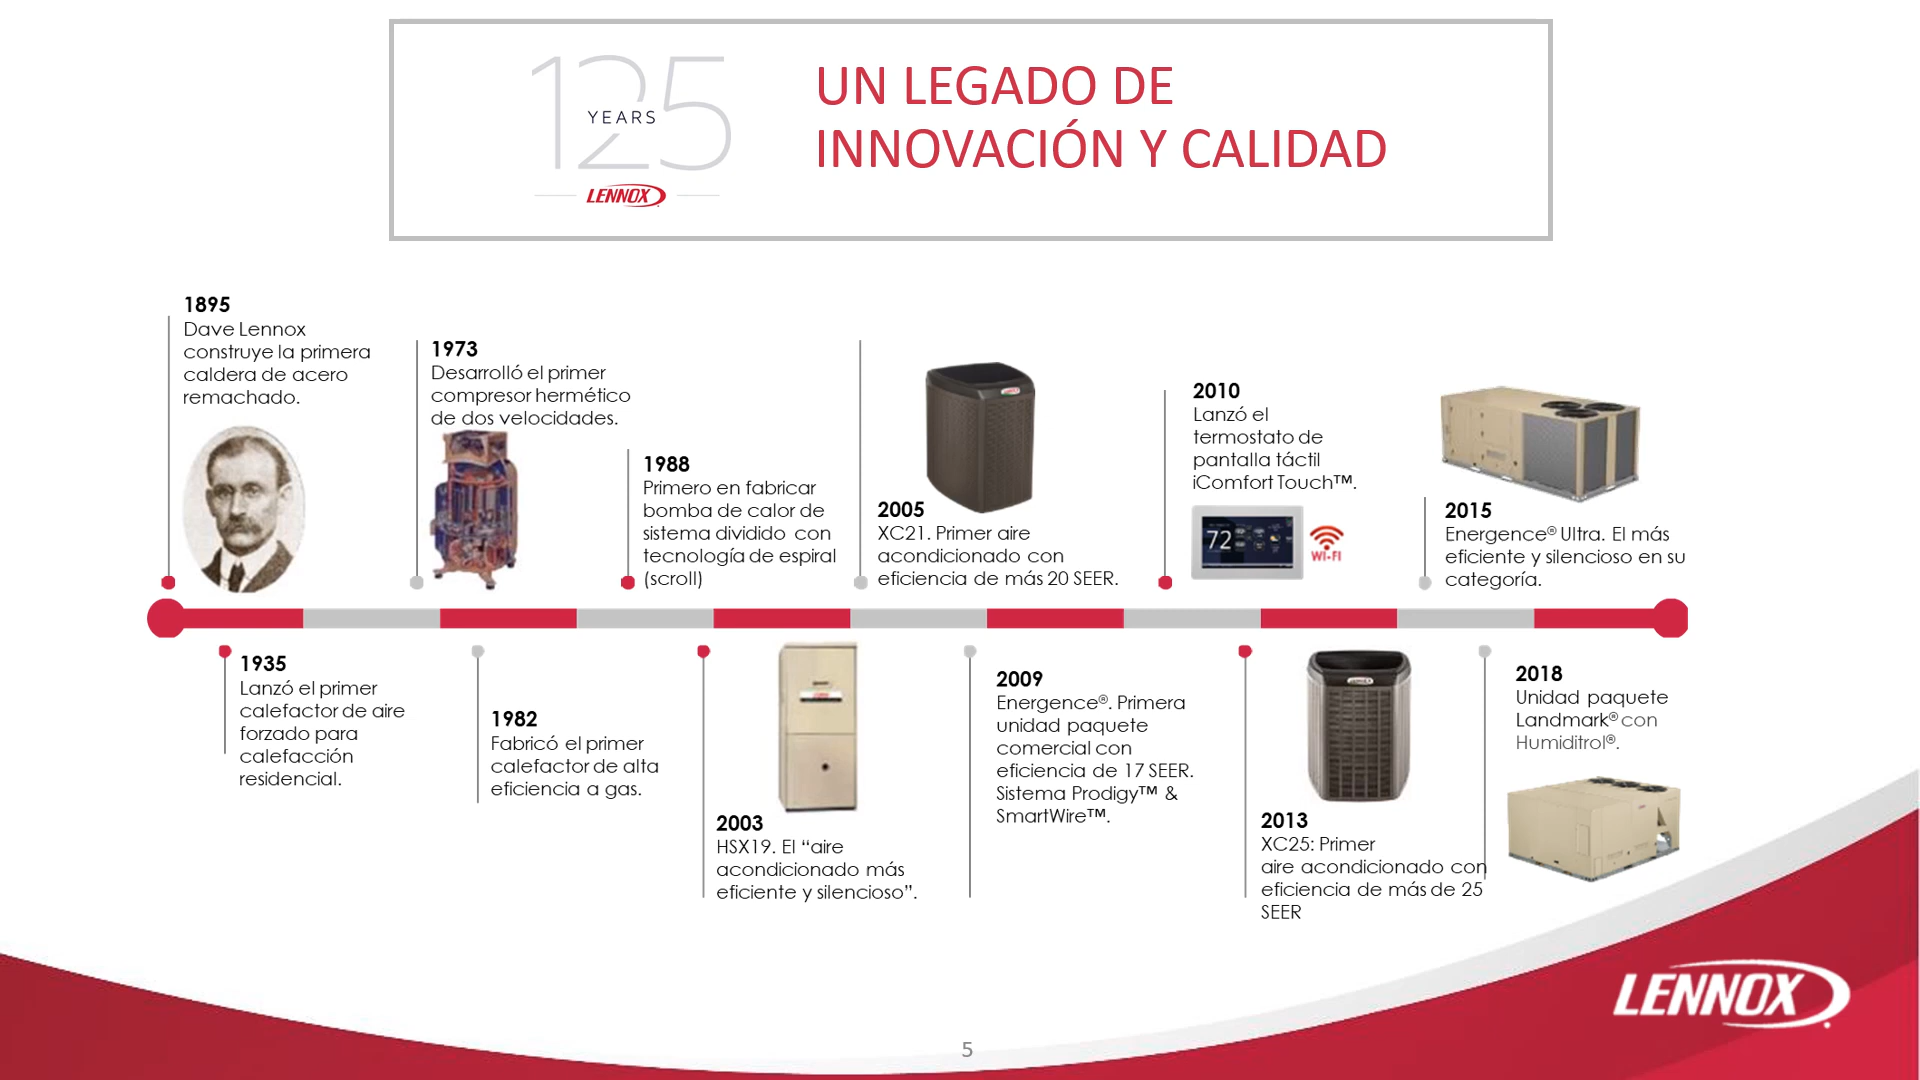 125
YEARS
LENNOX
UN LEGADO DE
INNOVACIÓN Y CALIDAD
1895
Dave Lennox
construye la primera
caldera de acero
remachado.
1973
Desarrolló el primer
compresor hermético
de dos velocidades.
1988
Primero en fabricar
bomba de calor de
sistema dividido con
tecnología de espiral
(scroll)
2005
XC21. Primer aire
acondicionado con
eficiencia de más 20 SEER.
2010
Lanzó el
termostato de
pantalla táctil
iComfort Touch™.
72
WI-FI
2015
Energence® Ultra. El más
eficiente y silencioso en su
categoría.
1935
Lanzó el primer
calefactor de aire
forzado para
calefacción
residencial.
1982
Fabricó el primer
calefactor de alta
eficiencia a gas.
2003
HSX19. El “aire
acondicionado más
eficiente y silencioso”.
2009
Energence®. Primera
unidad paquete
comercial con
eficiencia de 17 SEER.
Sistema Prodigy™ &
SmartWire™.
2013
XC25: Primer
aire acondicionado con
eficiencia de más de 25
SEER
2018
Unidad paquete
Landmark® con
Humiditrol®.
LENNOX
5